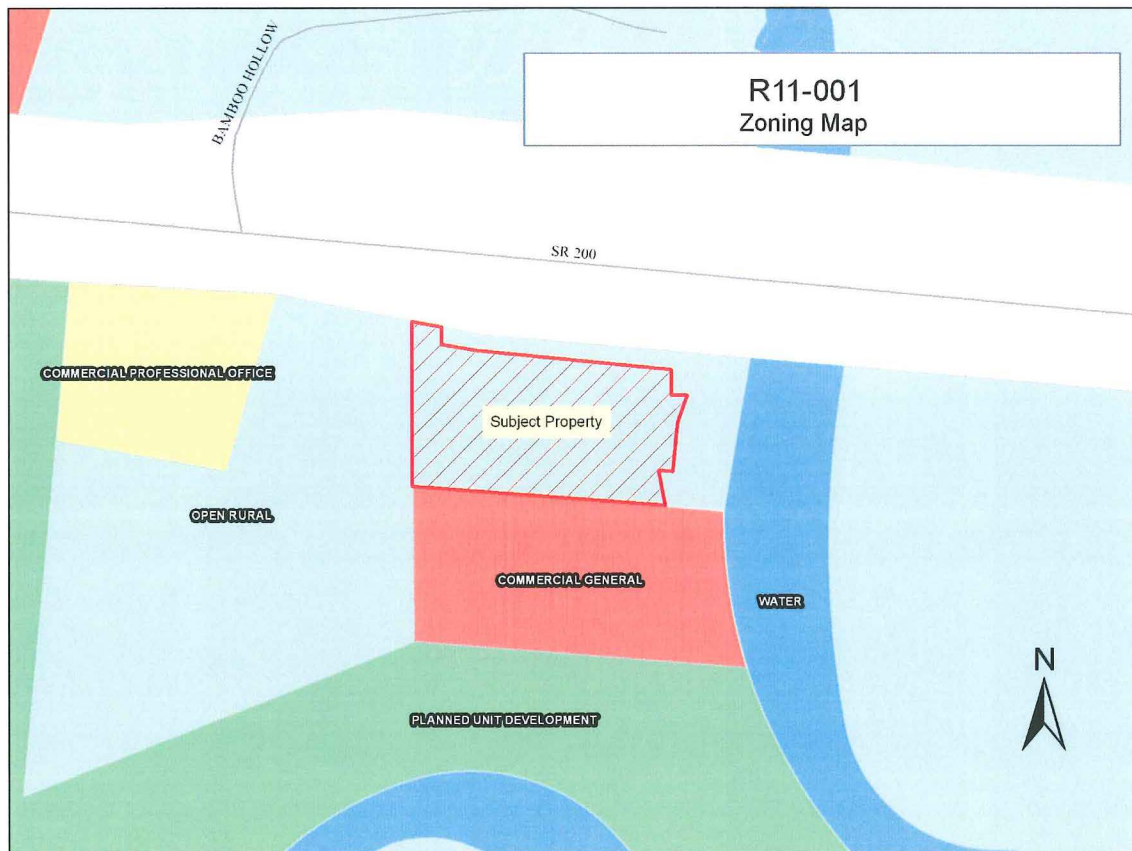 BAMBOO HOLLOW
R11-001
Zoning Map
SR 200
COMMERCIAL PROFESSIONAL OFFICE
Subject Property
OPEN RURAL
COMMERCIAL GENERAL
WATER
N
PLANNED UNIT DEVELOPMENT